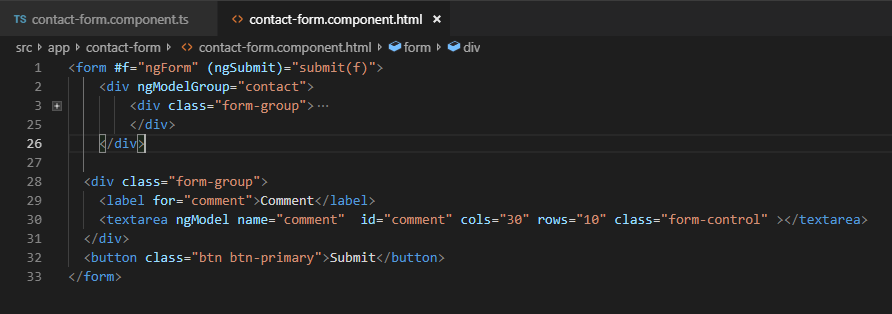 TS contact-form.component.ts <> contact-form.component.html ×
src > app > contact-form > <> contact-form.component.html > form > div
1 <form #f="ngForm" (ngSubmit)="submit(f)">
2 <div ngModelGroup="contact">
3 <div class="form-group">···
25 </div>
26 </div>
27
28 <div class="form-group">
29 <label for="comment">Comment</label>
30 <textarea ngModel name="comment"  id="comment" cols="30" rows="10" class="form-control" ></textarea>
31 </div>
32 <button class="btn btn-primary">Submit</button>
33 </form>